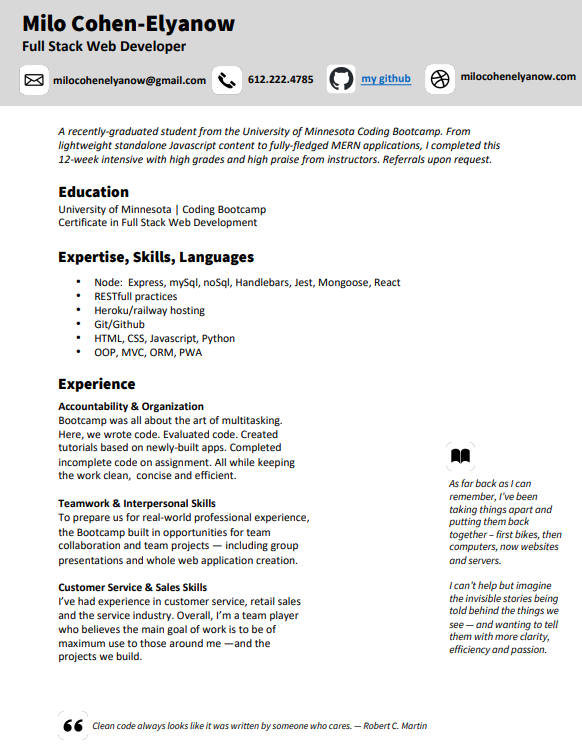 Milo Cohen-Elyanow
Full Stack Web Developer
milocohenelyanow@gmail.com 612.222.4785 my github milocohenelyanow.com
A recently-graduated student from the University of Minnesota Coding Bootcamp. From
lightweight standalone Javascript content to fully-fledged MERN applications, I completed this
12-week intensive with high grades and high praise from instructors. Referrals upon request.
Education
University of Minnesota | Coding Bootcamp
Certificate in Full Stack Web Development
Expertise, Skills, Languages
• Node: Express, mySql, noSql, Handlebars, Jest, Mongoose, React
• RESTfull practices
• Heroku/railway hosting
• Git/Github
• HTML, CSS, Javascript, Python
• OOP, MVC, ORM, PWA
Experience
Accountability & Organization
Bootcamp was all about the art of multitasking.
Here, we wrote code. Evaluated code. Created
tutorials based on newly-built apps. Completed
incomplete code on assignment. All while keeping
the work clean, concise and efficient.
Teamwork & Interpersonal Skills
To prepare us for real-world professional experience,
the Bootcamp built in opportunities for team
collaboration and team projects — including group
presentations and whole web application creation.
Customer Service & Sales Skills
I've had experience in customer service, retail sales
and the service industry. Overall, I'm a team player
who believes the main goal of work is to be of
maximum use to those around me —and the
projects we build.
As far back as I can
remember, I've been
taking things apart and
putting them back
together – first bikes, then
computers, now websites
and servers.
I can't help but imagine
the invisible stories being
told behind the things we
see — and wanting to tell
them with more clarity,
efficiency and passion.
Clean code always looks like it was written by someone who cares. — Robert C. Martin